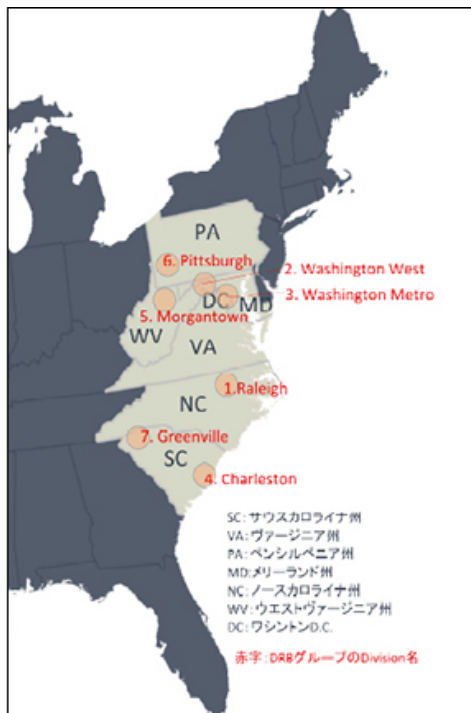 PA
6. Pittsburgh
2. Washington West
DC
MD
3. Washington Metro
5. Morgantown
WV
VA
1.Raleigh
NC
7. Greenville
SC
4. Charleston
SC:サウスカロライナ州
VA:ヴァージニア州
PA:ペンシルベニア州
MD:メリーランド州
NC:ノースカロライナ州
WV:ウエストヴァージニア州
DC:ワシントンD.C.
赤字:DRBグループのDivision名